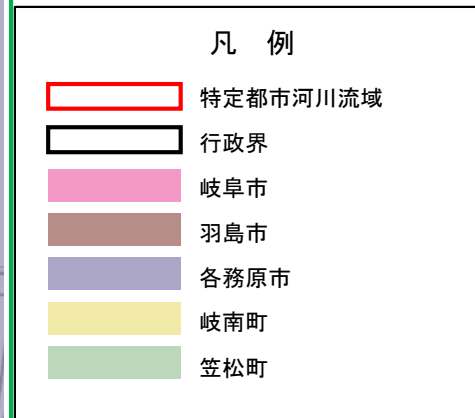 凡 例
特定都市河川流域
行政界
岐阜市
羽島市
各務原市
岐南町
笠松町